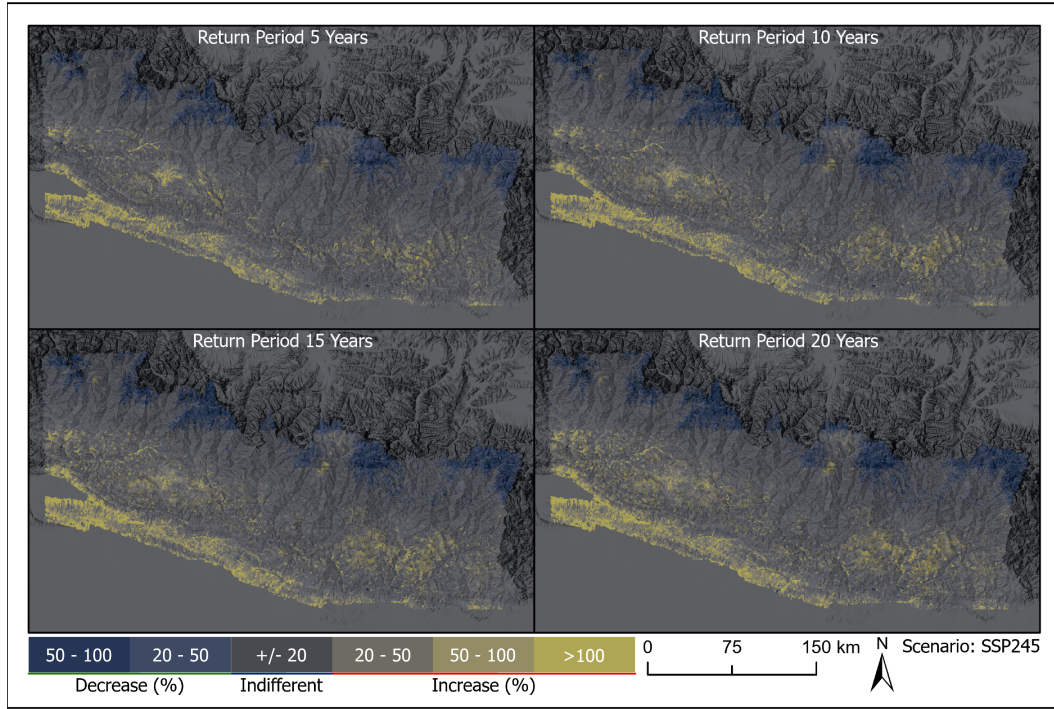 Return Period 5 Years
Return Period 10 Years
Return Period 15 Years
Return Period 20 Years
50 - 100 20 - 50 +/- 20 20 - 50 50 - 100 >100
Decrease (%) Indifferent Increase (%)
0 75 150 km
N
Scenario: SSP245